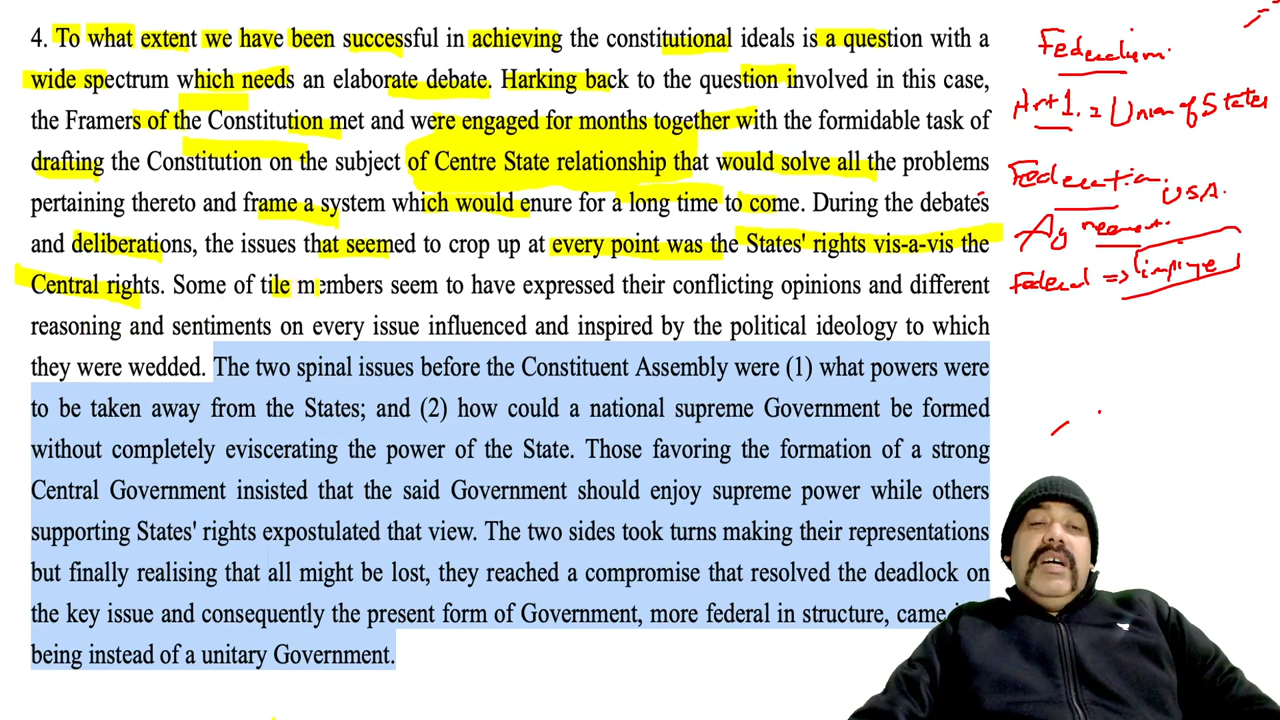 4. To what extent we have been successful in achieving the constitutional ideals is a question with a
wide spectrum which needs an elaborate debate. Harking back to the question involved in this case,
the Framers of the Constitution met and were engaged for months together with the formidable task of
drafting the Constitution on the subject of Centre State relationship that would solve all the problems
pertaining thereto and frame a system which would enure for a long time to come. During the debates
and deliberations, the issues that seemed to crop up at every point was the States' rights vis-a-vis the
Central rights. Some of tile members seem to have expressed their conflicting opinions and different
reasoning and sentiments on every issue influenced and inspired by the political ideology to which
they were wedded. The two spinal issues before the Constituent Assembly were (1) what powers were
to be taken away from the States; and (2) how could a national supreme Government be formed
without completely eviscerating the power of the State. Those favoring the formation of a strong
Central Government insisted that the said Government should enjoy supreme power while others
supporting States' rights expostulated that view. The two sides took turns making their representations
but finally realising that all might be lost, they reached a compromise that resolved the deadlock on
the key issue and consequently the present form of Government, more federal in structure, came
being instead of a unitary Government.
Federalism.
Art 1. = Union of States
Federation.
USA.
Agreement.
Federal =>